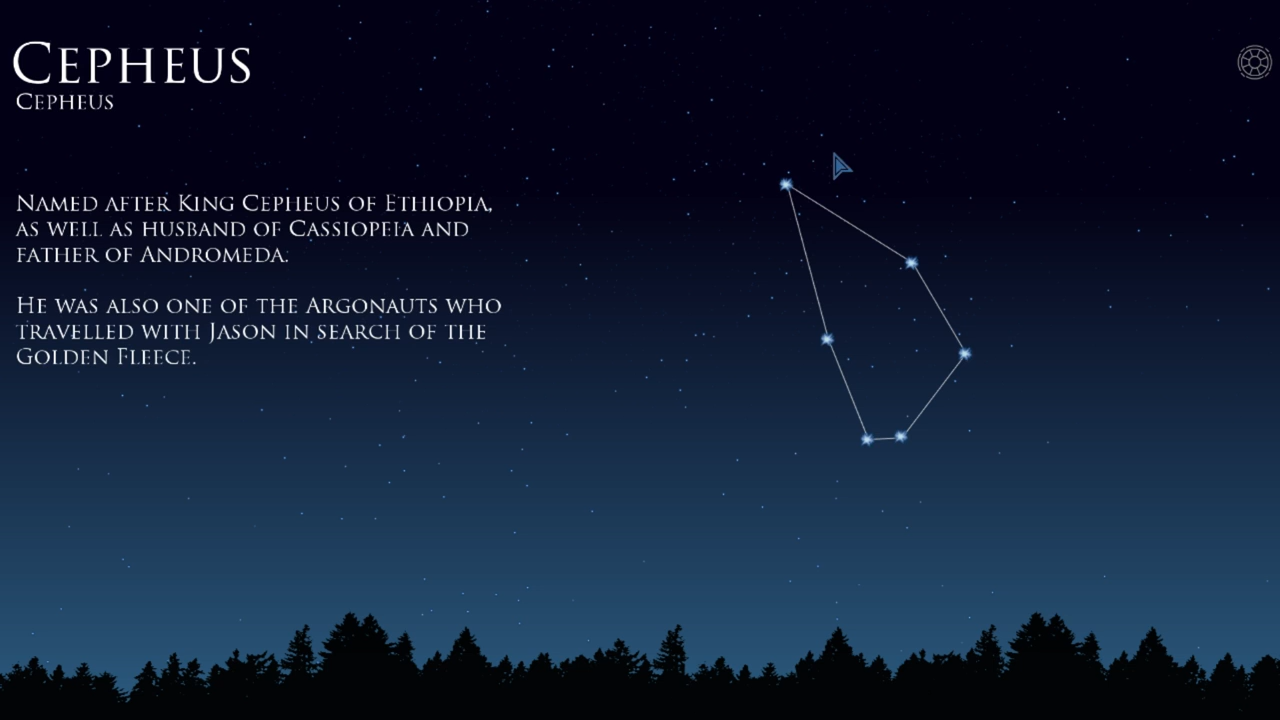 Cepheus
Cepheus
Named after King Cepheus of Ethiopia,
as well as husband of Cassiopeia and
father of Andromeda.
He was also one of the Argonauts who
travelled with Jason in search of the
Golden Fleece.